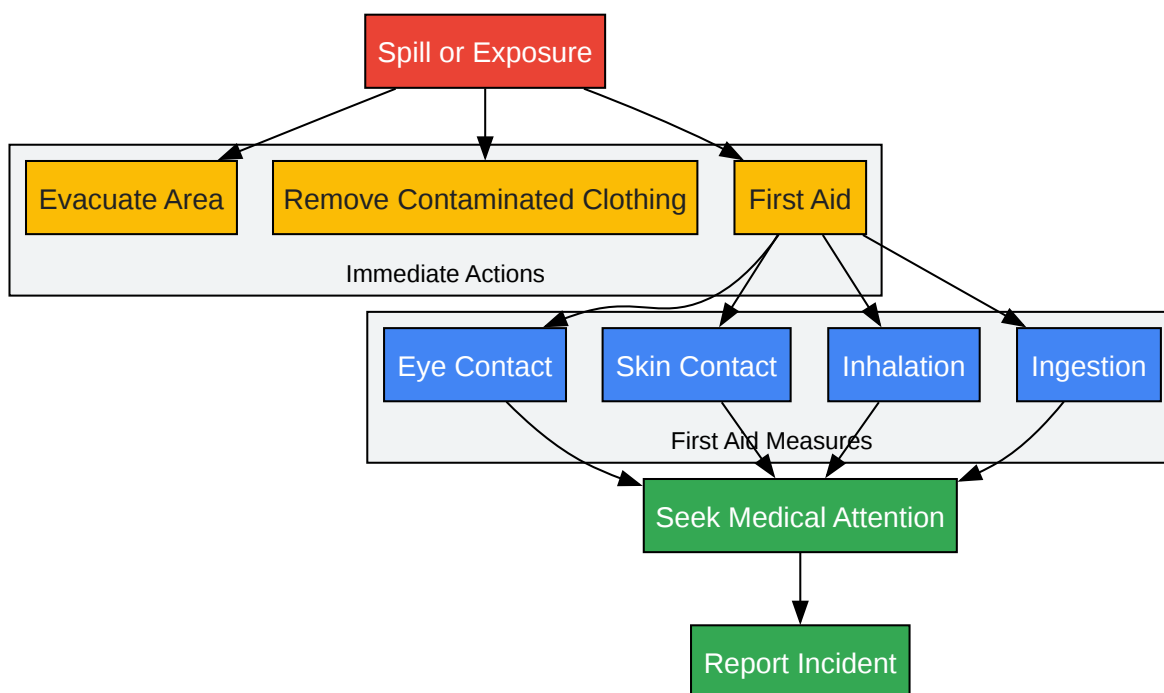 Spill or Exposure
Evacuate Area
Remove Contaminated Clothing
First Aid
Immediate Actions
Eye Contact
Skin Contact
Inhalation
Ingestion
First Aid Measures
Seek Medical Attention
Report Incident